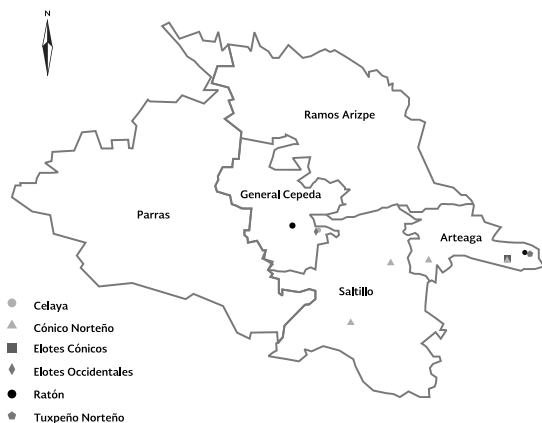 N
Ramos Arizpe
General Cepeda
Parras
Arteaga
Saltillo
Celaya
Cónico Norteño
Elotes Cónicos
Elotes Occidentales
Ratón
Tuxpeño Norteño